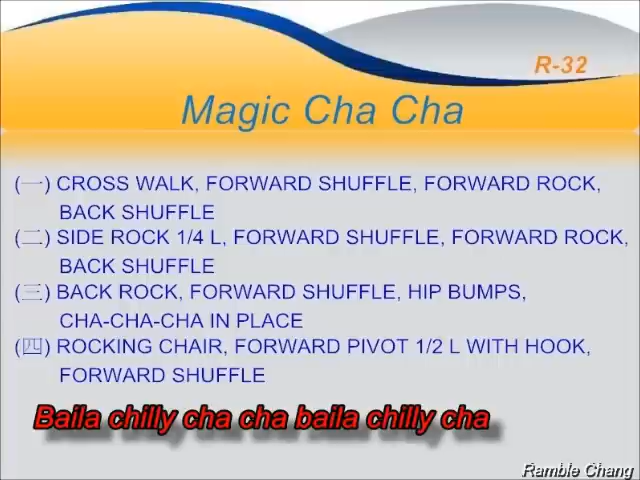 R-32
Magic Cha Cha
(一) CROSS WALK, FORWARD SHUFFLE, FORWARD ROCK,
BACK SHUFFLE
(二) SIDE ROCK 1/4 L, FORWARD SHUFFLE, FORWARD ROCK,
BACK SHUFFLE
(三) BACK ROCK, FORWARD SHUFFLE, HIP BUMPS,
CHA-CHA-CHA IN PLACE
(四) ROCKING CHAIR, FORWARD PIVOT 1/2 L WITH HOOK,
FORWARD SHUFFLE
Baila chilly cha cha baila chilly cha
Ramble Chang